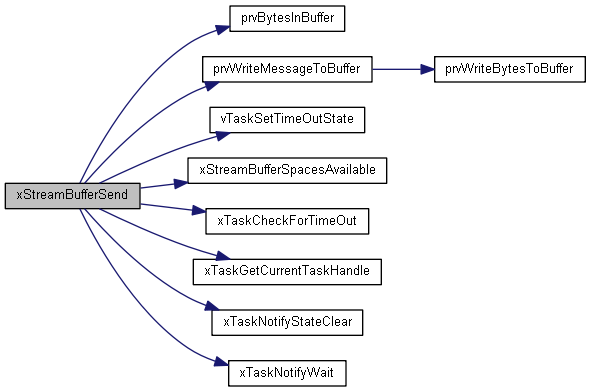 prvBytesInBuffer
prvWriteMessageToBuffer
prvWriteBytesToBuffer
vTaskSetTimeOutState
xStreamBufferSpacesAvailable
xStreamBufferSend
xTaskCheckForTimeOut
xTaskGetCurrentTaskHandle
xTaskNotifyStateClear
xTaskNotifyWait